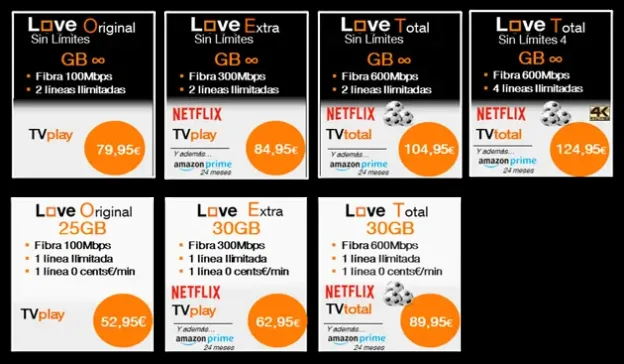 Love Original
Sin Límites
GB ∞
▪ Fibra 100Mbps
▪ 2 líneas Ilimitadas
TVplay
79,95€
Love Extra
Sin Límites
GB ∞
▪ Fibra 300Mbps
▪ 2 líneas Ilimitadas
NETFLIX
TVplay
Y además...
amazon prime
24 meses
84,95€
Love Total
Sin Límites
GB ∞
▪ Fibra 600Mbps
▪ 2 líneas Ilimitadas
NETFLIX
TVtotal
Y además...
amazon prime
24 meses
104,95€
Love Total
Sin Límites 4
GB ∞
▪ Fibra 600Mbps
▪ 4 líneas Ilimitadas
NETFLIX
4K
TVtotal
Y además...
amazon prime
24 meses
124,95€
Love Original
25GB
▪ Fibra 100Mbps
▪ 1 línea Ilimitada
▪ 1 línea 0 cents€/min
TVplay
52,95€
Love Extra
30GB
▪ Fibra 300Mbps
▪ 1 línea Ilimitada
▪ 1 línea 0 cents€/min
NETFLIX
TVplay
Y además...
amazon prime
24 meses
62,95€
Love Total
30GB
▪ Fibra 600Mbps
▪ 1 línea Ilimitada
▪ 1 línea 0 cents€/min
NETFLIX
TVtotal
Y además...
amazon prime
24 meses
89,95€